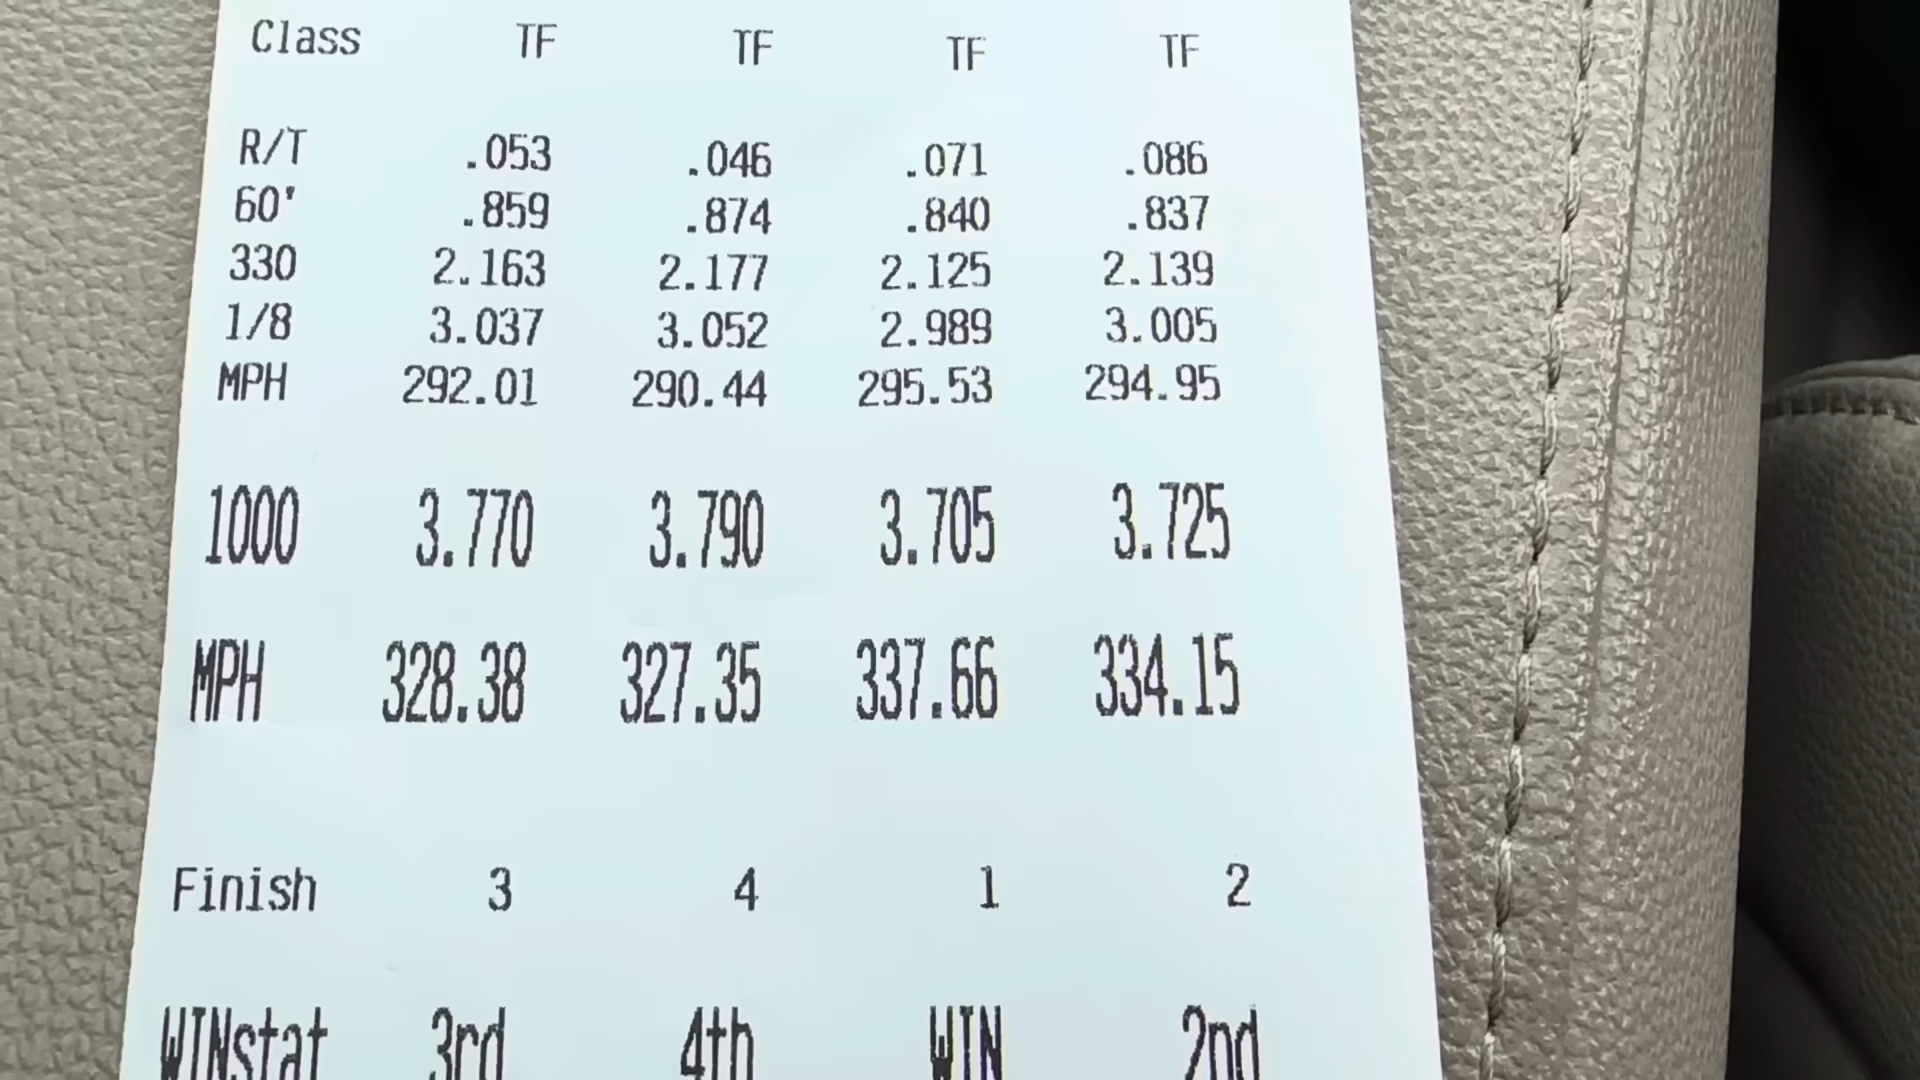 Class TF TF TF TF
R/T .053 .046 .071 .086
60' .859 .874 .840 .837
330 2.163 2.177 2.125 2.139
1/8 3.037 3.052 2.989 3.005
MPH 292.01 290.44 295.53 294.95
1000 3.770 3.790 3.705 3.725
MPH 328.38 327.35 337.66 334.15
Finish 3 4 1 2
WINstat 3rd 4th WIN 2nd